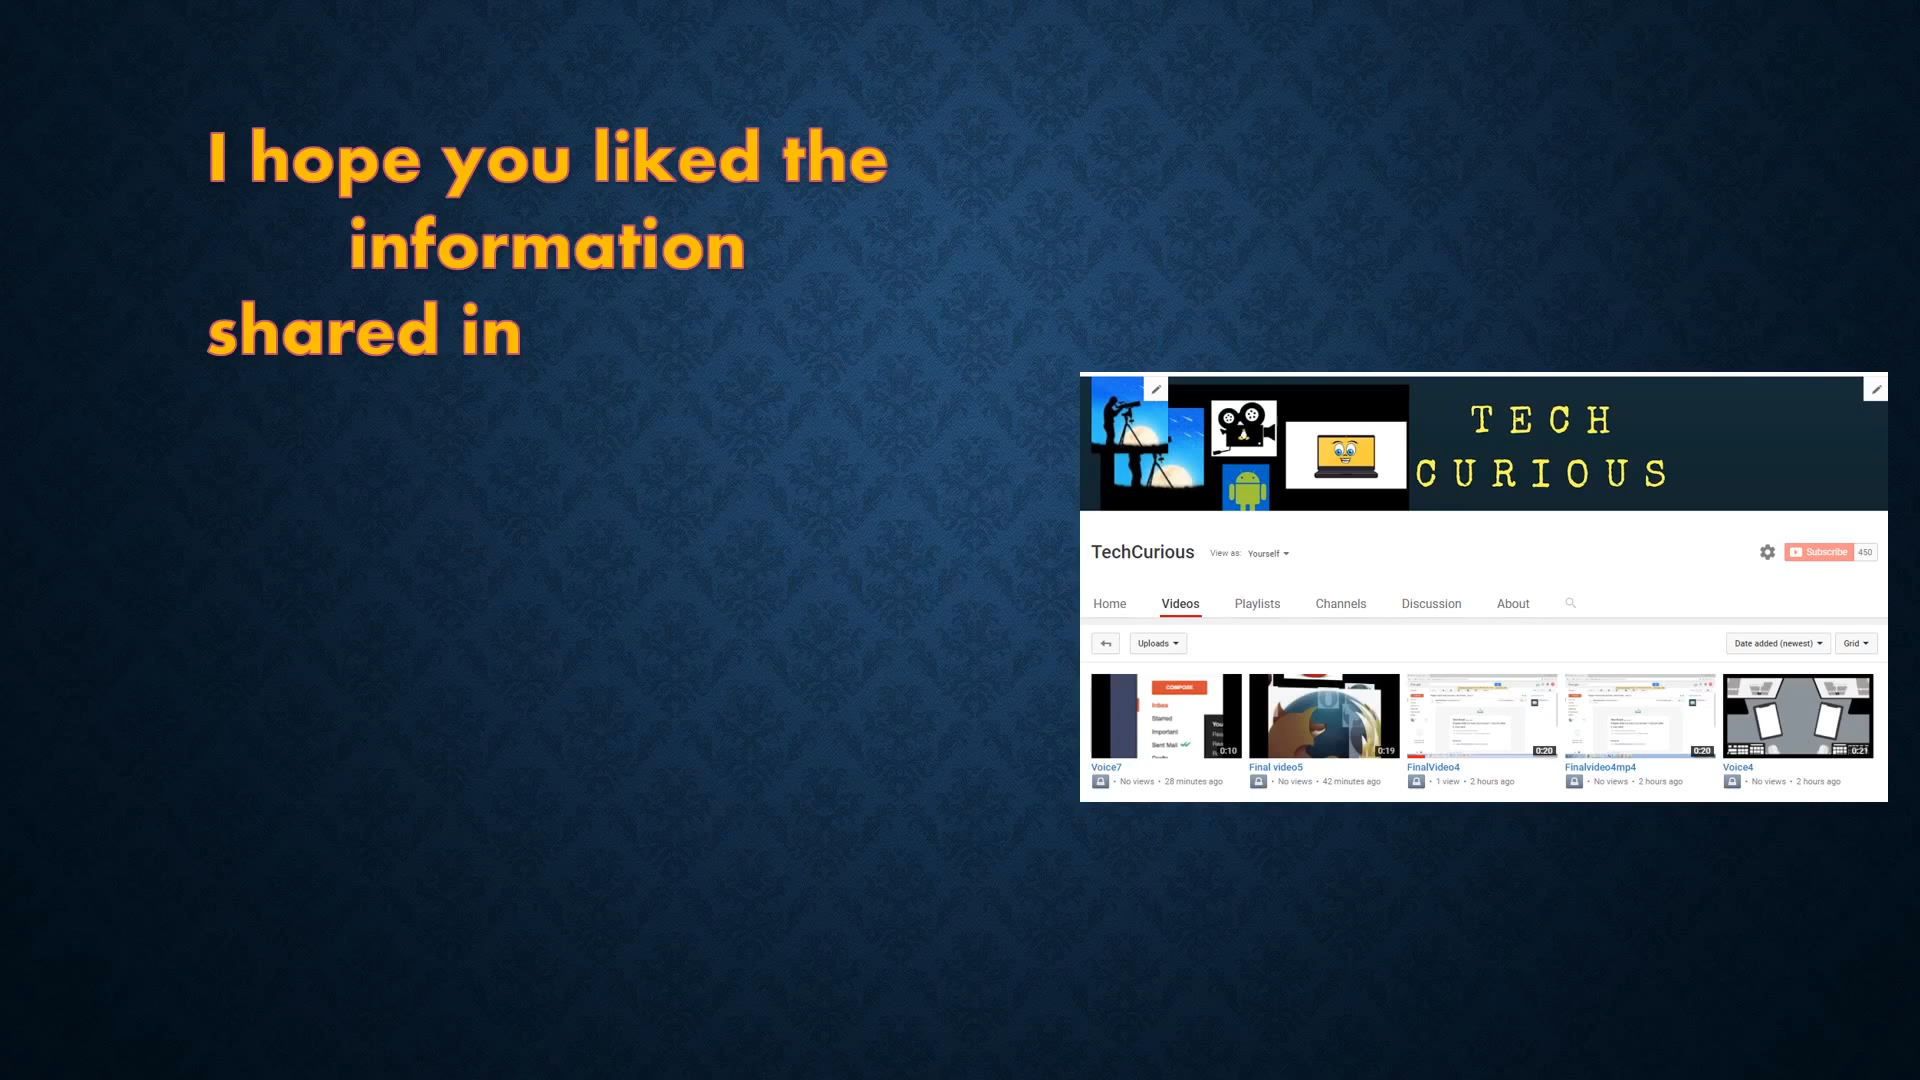 I hope you liked the
information
shared in
TECH
CURIOUS
TechCurious View as: Yourself
Subscribe 450
Home Videos Playlists Channels Discussion About
Uploads Date added (newest) Grid
COMPOSE
Inbox
Starred
Important
Sent Mail
You
0:10 0:19 0:20 0:20 0:21
Voice7 Final video5 FinalVideo4 Finalvideo4mp4 Voice4
• No views • 28 minutes ago • No views • 42 minutes ago • 1 view • 2 hours ago • No views • 2 hours ago • No views • 2 hours ago